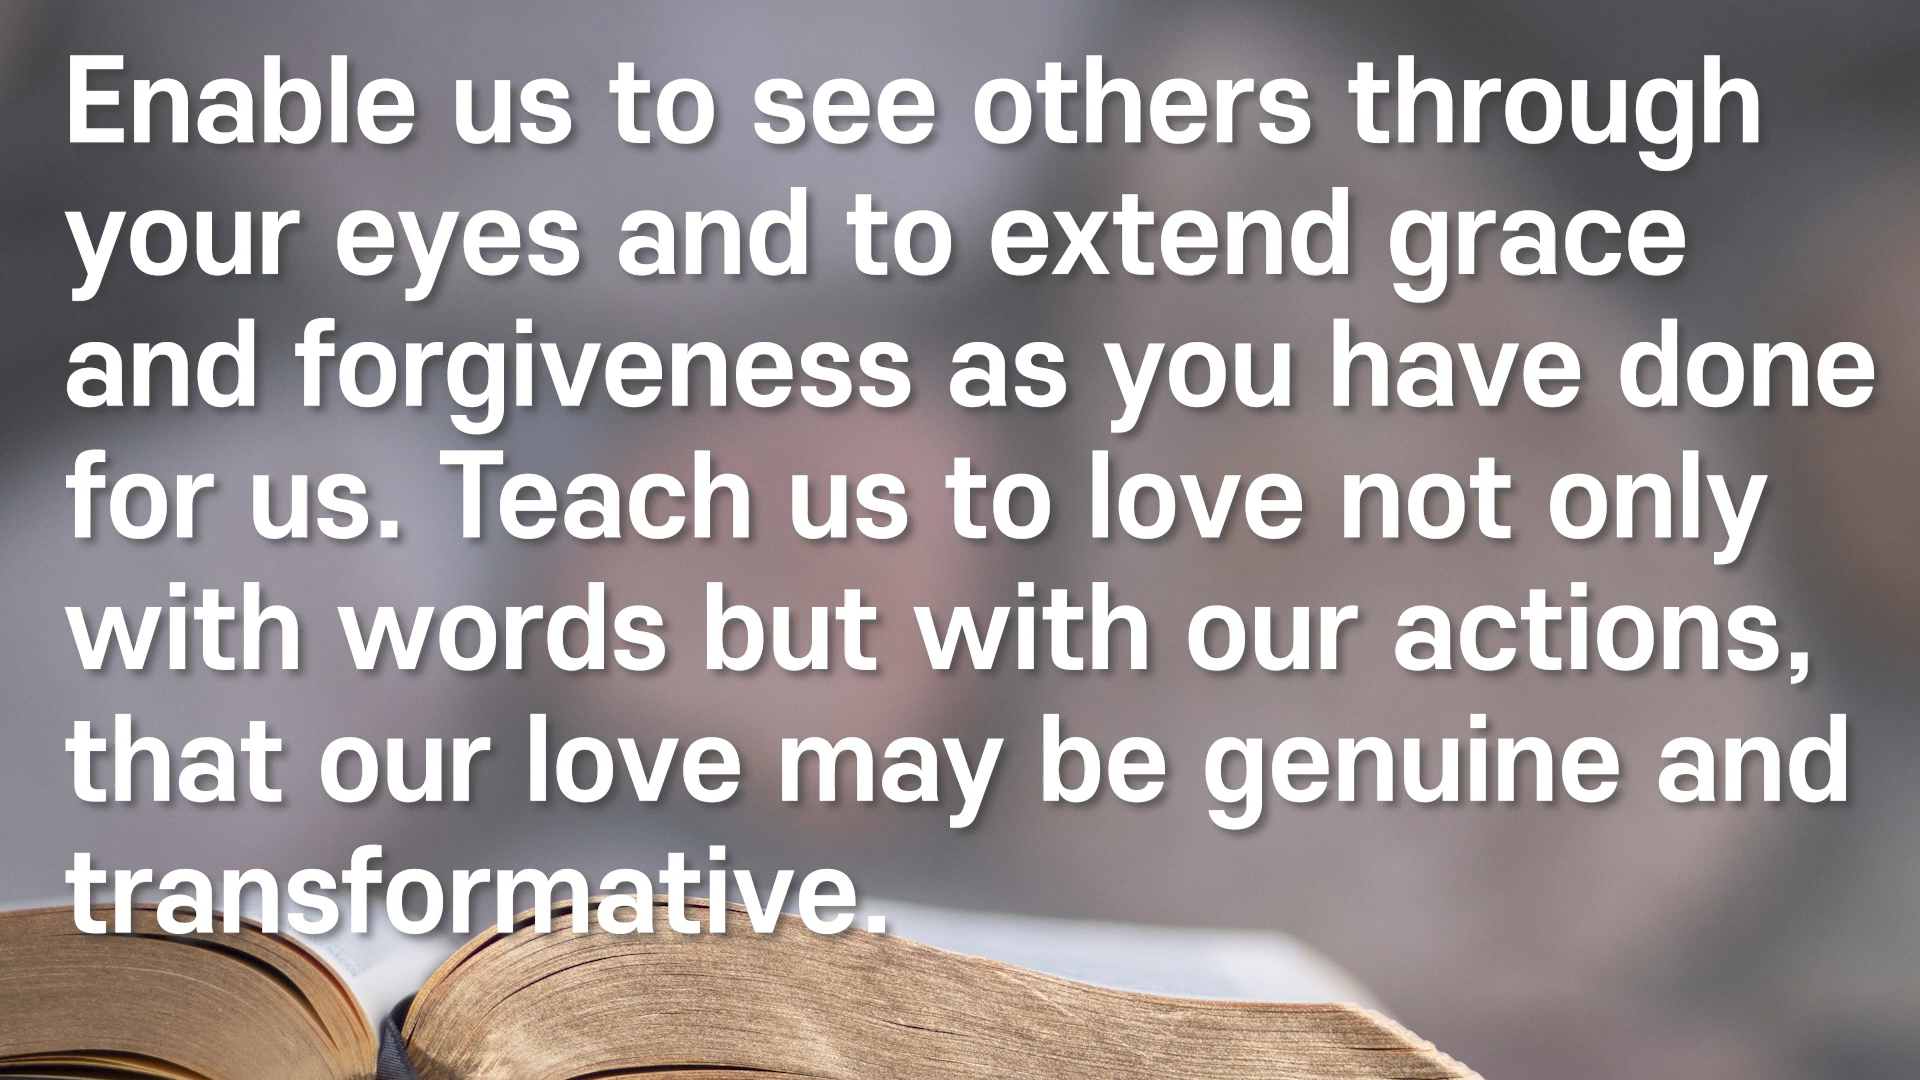 Enable us to see others through
your eyes and to extend grace
and forgiveness as you have done
for us. Teach us to love not only
with words but with our actions,
that our love may be genuine and
transformative.